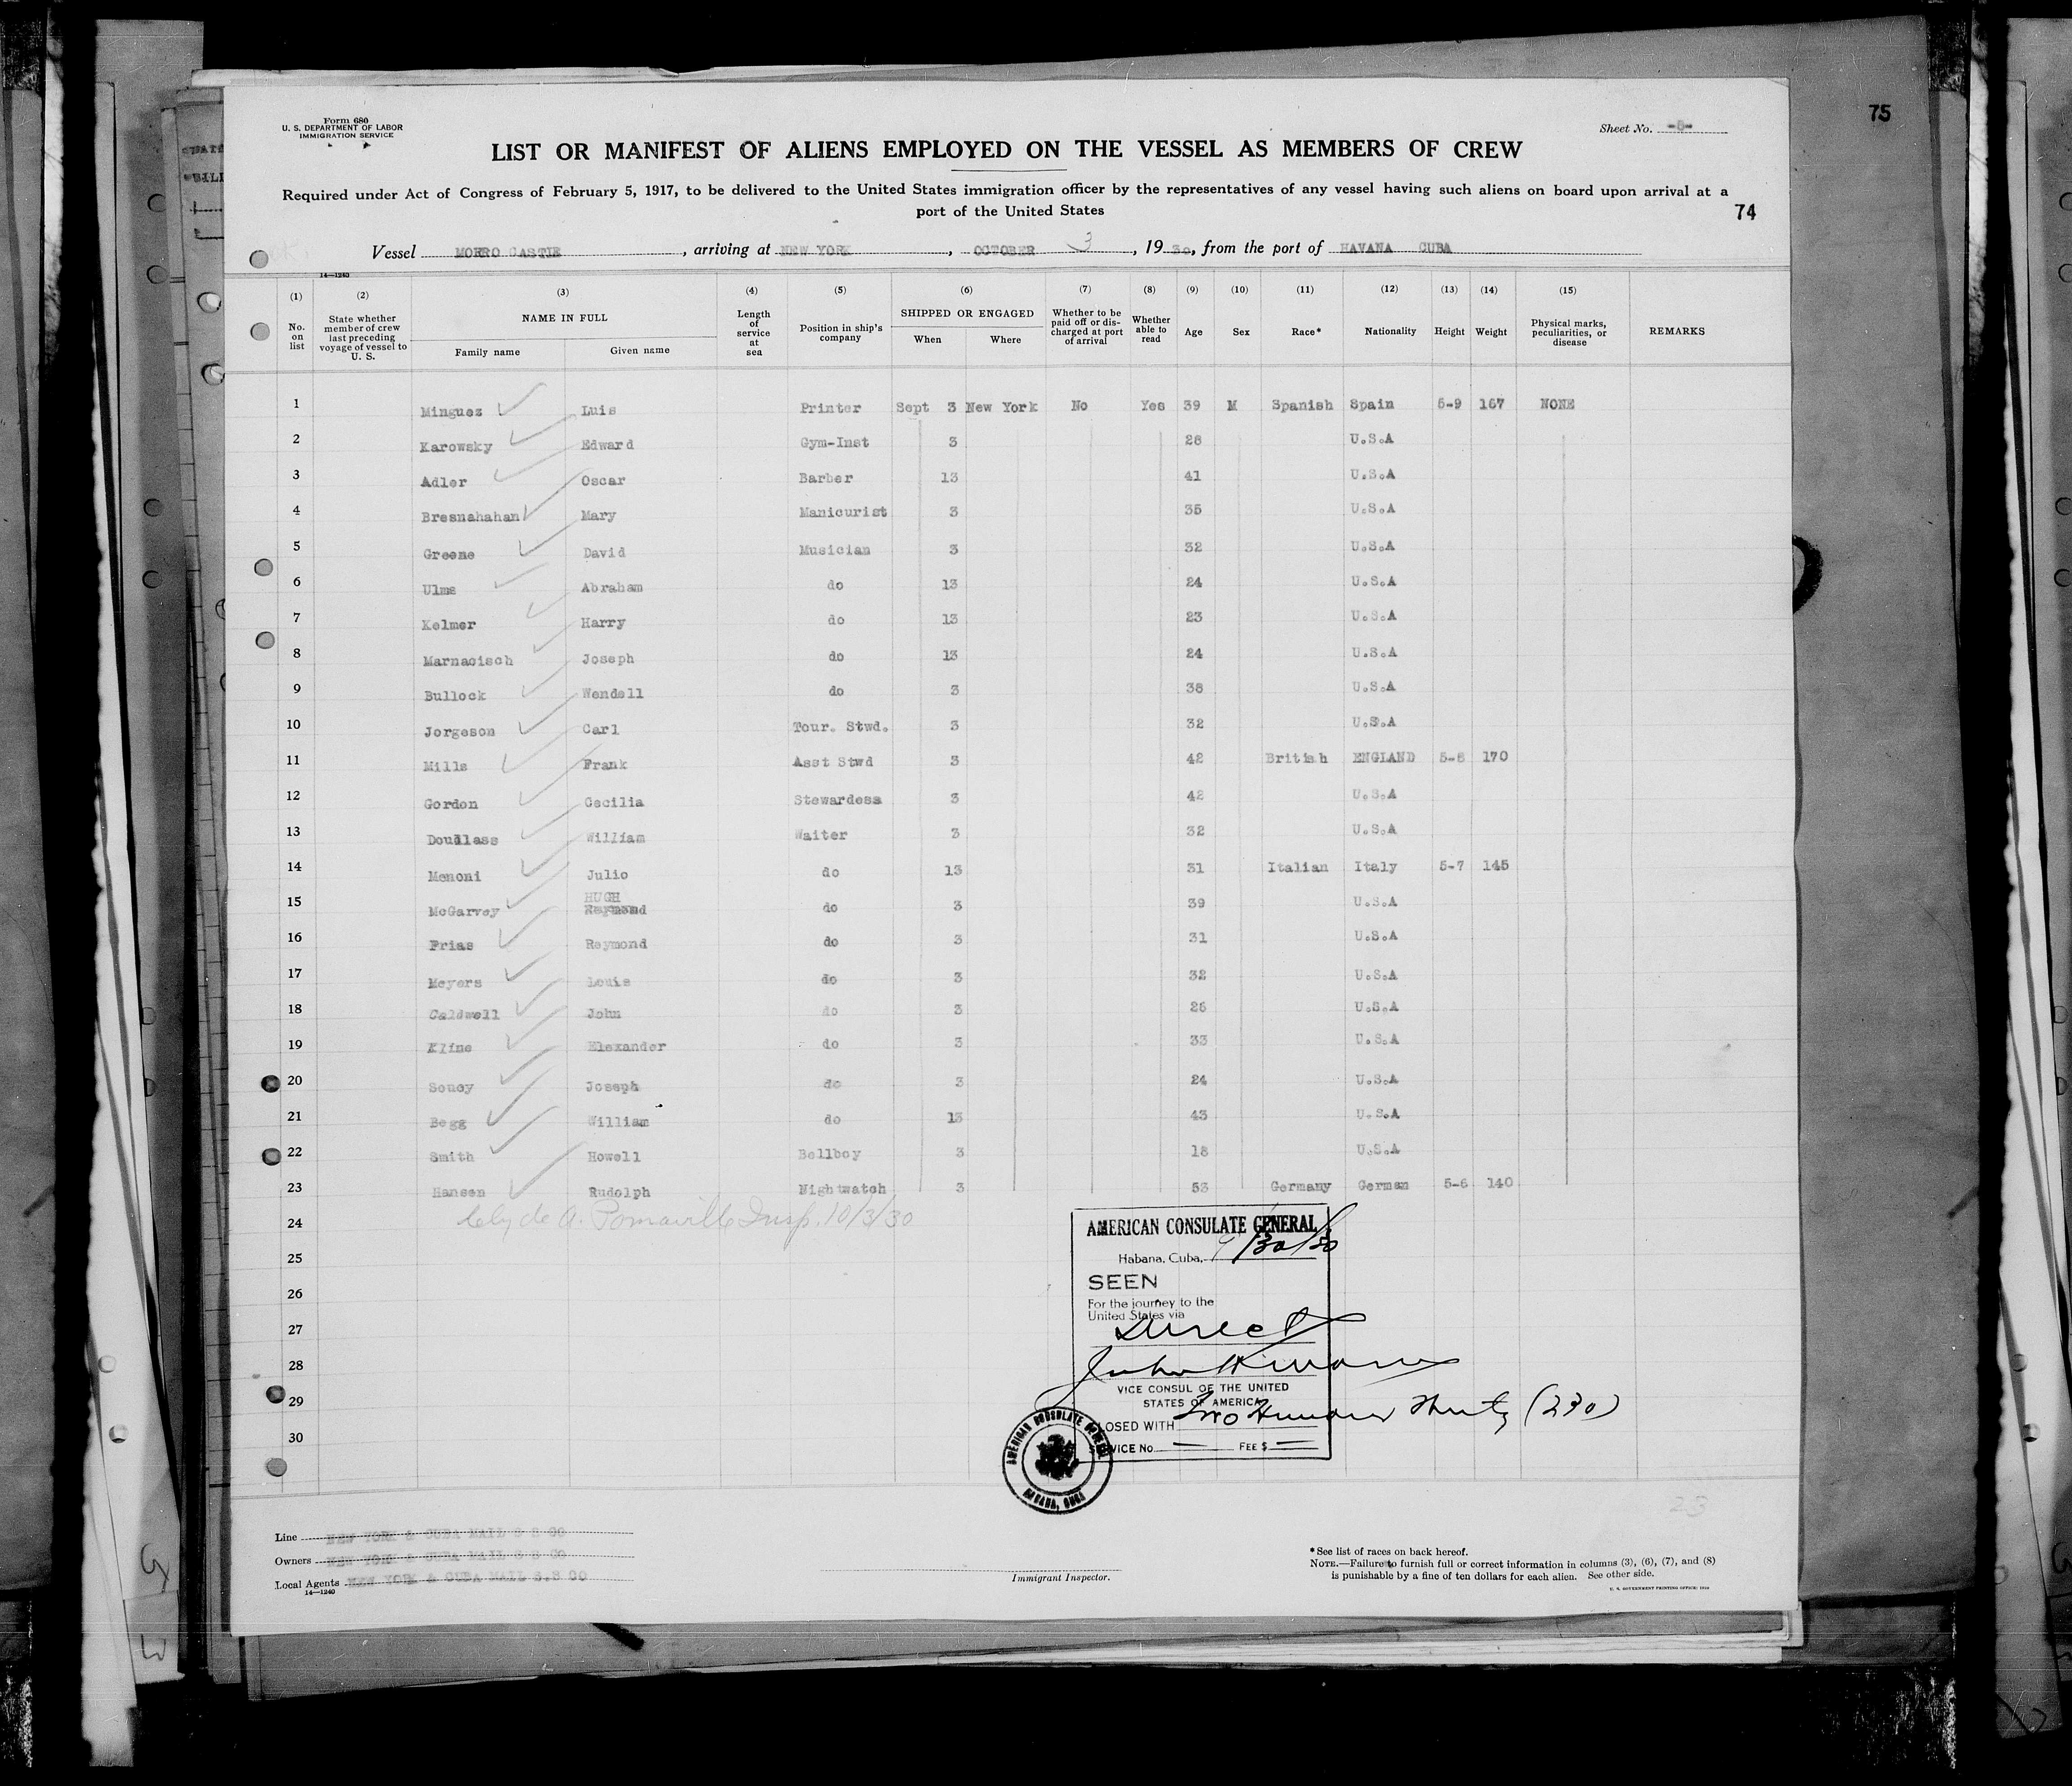 75
Form 680
U. S. DEPARTMENT OF LABOR
IMMIGRATION SERVICE
Sheet No.
LIST OR MANIFEST OF ALIENS EMPLOYED ON THE VESSEL AS MEMBERS OF CREW
Required under Act of Congress of February 5, 1917, to be delivered to the United States immigration officer by the representatives of any vessel having such aliens on board upon arrival at a
port of the United States
74
Vessel MORRO CASTLE, arriving at NEW YORK, OCTOBER 3, 1930, from the port of HAVANA CUBA
14—1240
(1) (2) (3) (4) (5) (6) (7) (8) (9) (10) (11) (12) (13) (14) (15)
No. on list
State whether member of crew last preceding voyage of vessel to U. S.
NAME IN FULL
Family name Given name
Length of service at sea
Position in ship's company
SHIPPED OR ENGAGED
When Where
Whether to be paid off or discharged at port of arrival
Whether able to read
Age Sex Race* Nationality Height Weight
Physical marks, peculiarities, or disease
REMARKS
1 Minguez Luis Printer Sept 3 New York No Yes 39 M Spanish Spain 5-9 167 NONE
2 Karowsky Edward Gym-Inst 3 28 U.S.A
3 Adler Oscar Barber 13 41 U.S.A
4 Bresnahahan Mary Manicurist 3 35 U.S.A
5 Greene David Musician 3 32 U.S.A
6 Ulms Abraham do 13 24 U.S.A
7 Kelmer Harry do 13 23 U.S.A
8 Marnacisch Joseph do 13 24 U.S.A
9 Bullock Wendell do 3 38 U.S.A
10 Jorgeson Carl Tour. Stwd. 3 32 U.S.A
11 Mills Frank Asst Stwd 3 42 British ENGLAND 5-8 170
12 Gordon Cecilia Stewardess 3 42 U.S.A
13 Doudlass William Waiter 3 32 U.S.A
14 Menoni Julio do 13 31 Italian Italy 5-7 145
HUGH
15 McGarvey Raymond do 3 39 U.S.A
16 Frias Raymond do 3 31 U.S.A
17 Meyers Louis do 3 32 U.S.A
18 Caldwell John do 3 26 U.S.A
19 Kline Elexander do 3 33 U.S.A
20 Soucy Joseph do 3 24 U.S.A
21 Begg William do 13 43 U.S.A
22 Smith Howell Bellboy 3 18 U.S.A
23 Hansen Rudolph Nightwatch 3 53 Germany German 5-6 140
Clyde A. Pomaville Insp. 10/3/30
24
25
26
27
28
29
30
AMERICAN CONSULATE GENERAL
Habana, Cuba, 9/30/30
SEEN
For the journey to the
United States via
Direct
VICE CONSUL OF THE UNITED
STATES OF AMERICA
LOSED WITH Two Hundred Thirty (230)
SERVICE No. — FEE $ —
AMERICAN CONSULATE GENERAL
HABANA, CUBA
23
Line NEW YORK & CUBA MAIL S S CO
Owners NEW YORK & CUBA MAIL S S CO
Local Agents NEW YORK & CUBA MAIL S.S CO
14—1240
Immigrant Inspector.
*See list of races on back hereof.
NOTE.—Failure to furnish full or correct information in columns (3), (6), (7), and (8)
is punishable by a fine of ten dollars for each alien. See other side.